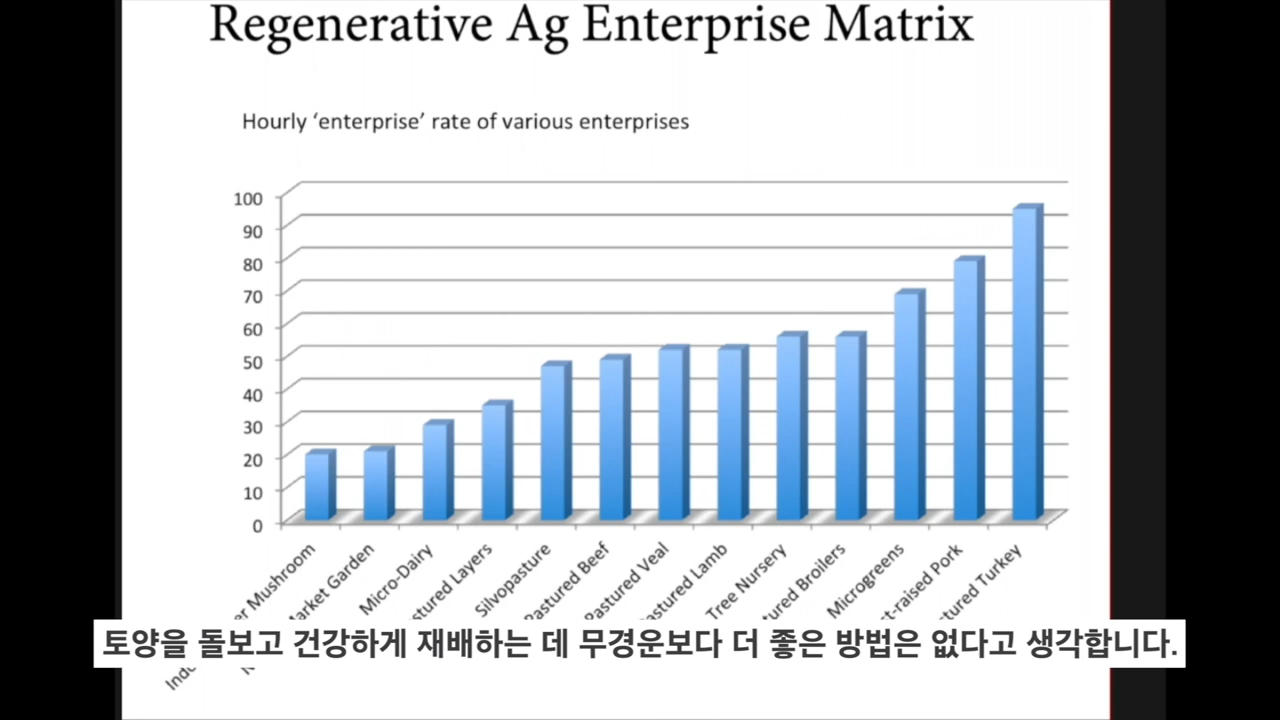 Regenerative Ag Enterprise Matrix
Hourly ‘enterprise’ rate of various enterprises
100
90
80
70
60
50
40
30
20
10
0
Mushroom
Market Garden
Micro-Dairy
Layers
Silvopasture
Pastured Beef
Pastured Veal
Pastured Lamb
Tree Nursery
Broilers
Microgreens
Pork
Turkey
토양을 돌보고 건강하게 재배하는 데 무경운보다 더 좋은 방법은 없다고 생각합니다.